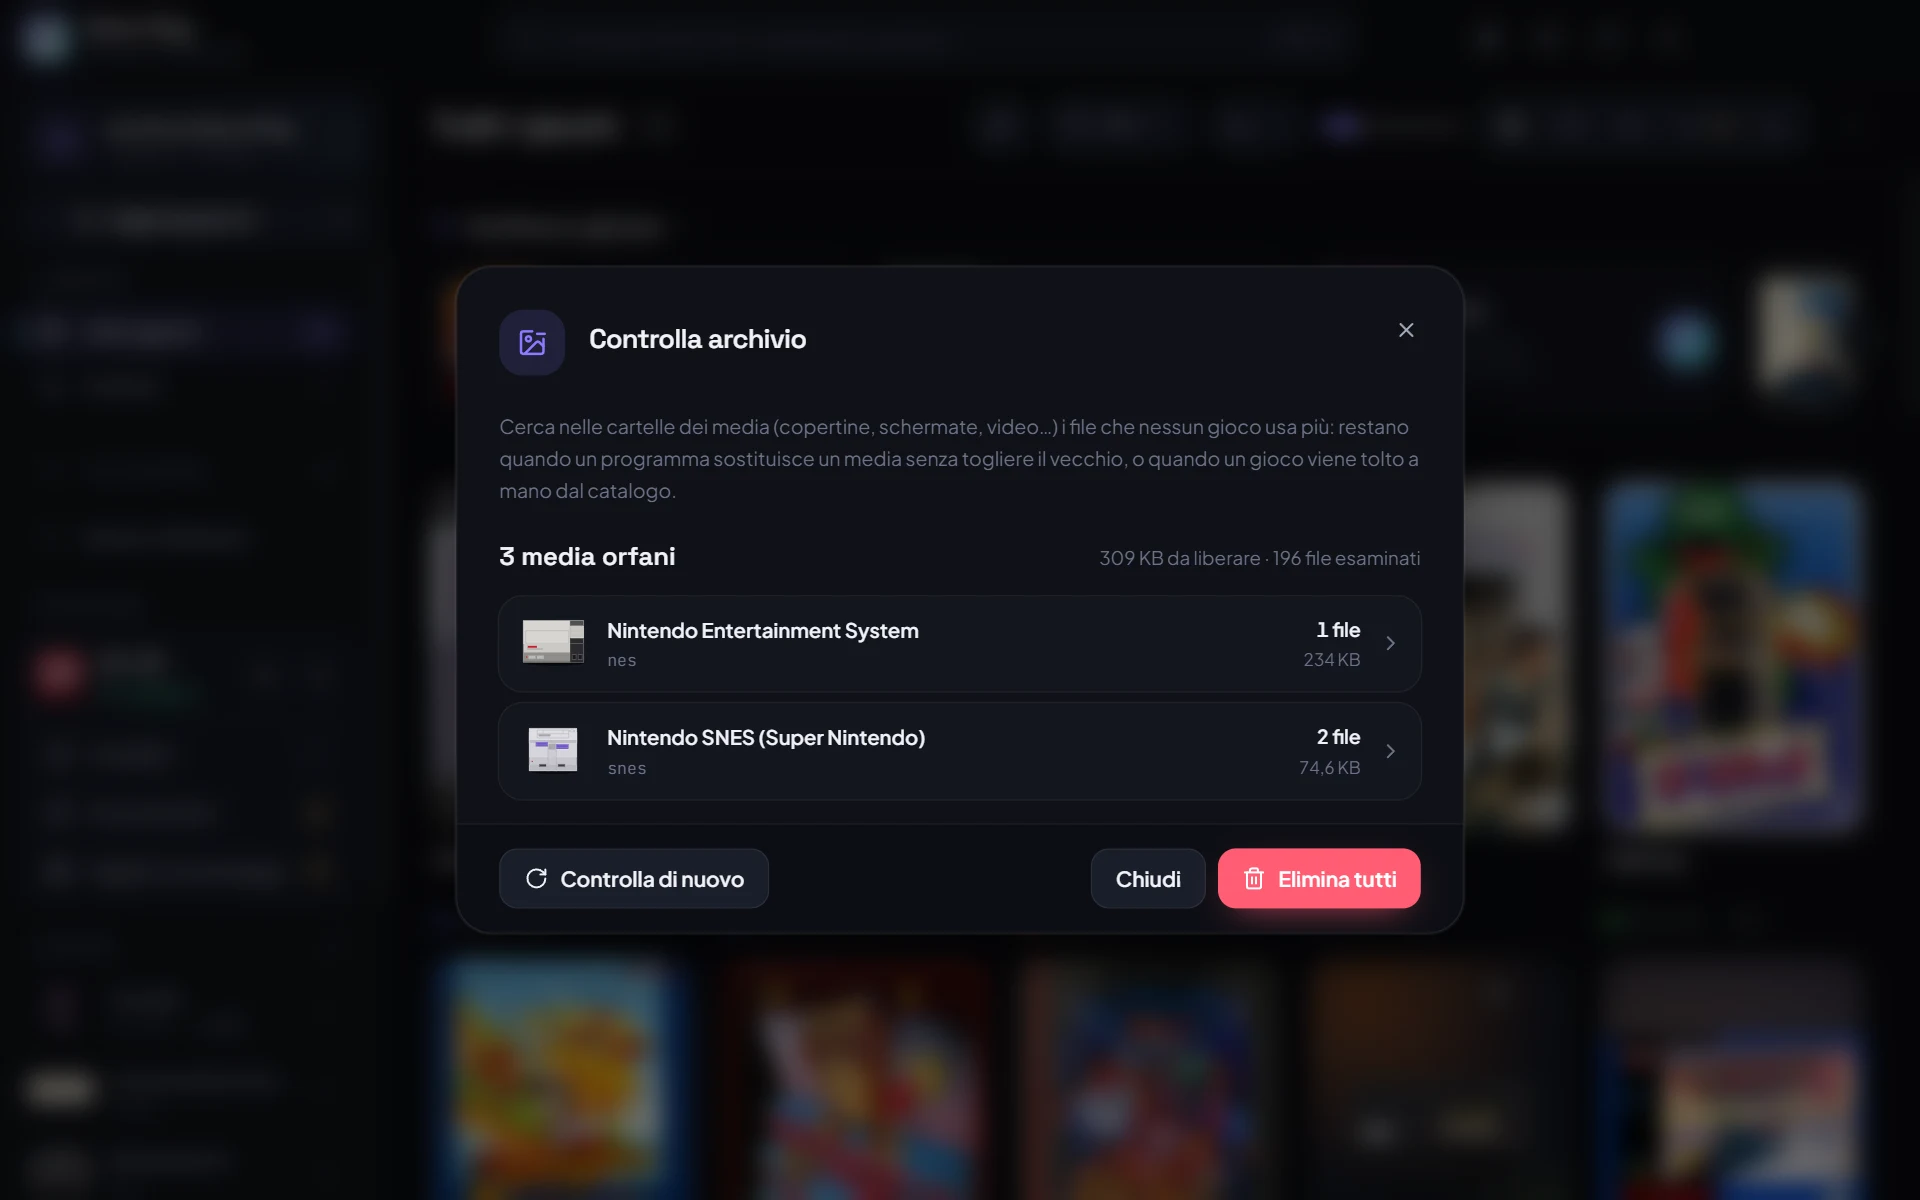 Controlla archivio
Cerca nelle cartelle dei media (copertine, schermate, video…) i file che nessun gioco usa più: restano
quando un programma sostituisce un media senza togliere il vecchio, o quando un gioco viene tolto a
mano dal catalogo.
3 media orfani
309 KB da liberare · 196 file esaminati
Nintendo Entertainment System
nes
1 file
234 KB
Nintendo SNES (Super Nintendo)
snes
2 file
74,6 KB
Controlla di nuovo
Chiudi
Elimina tutti